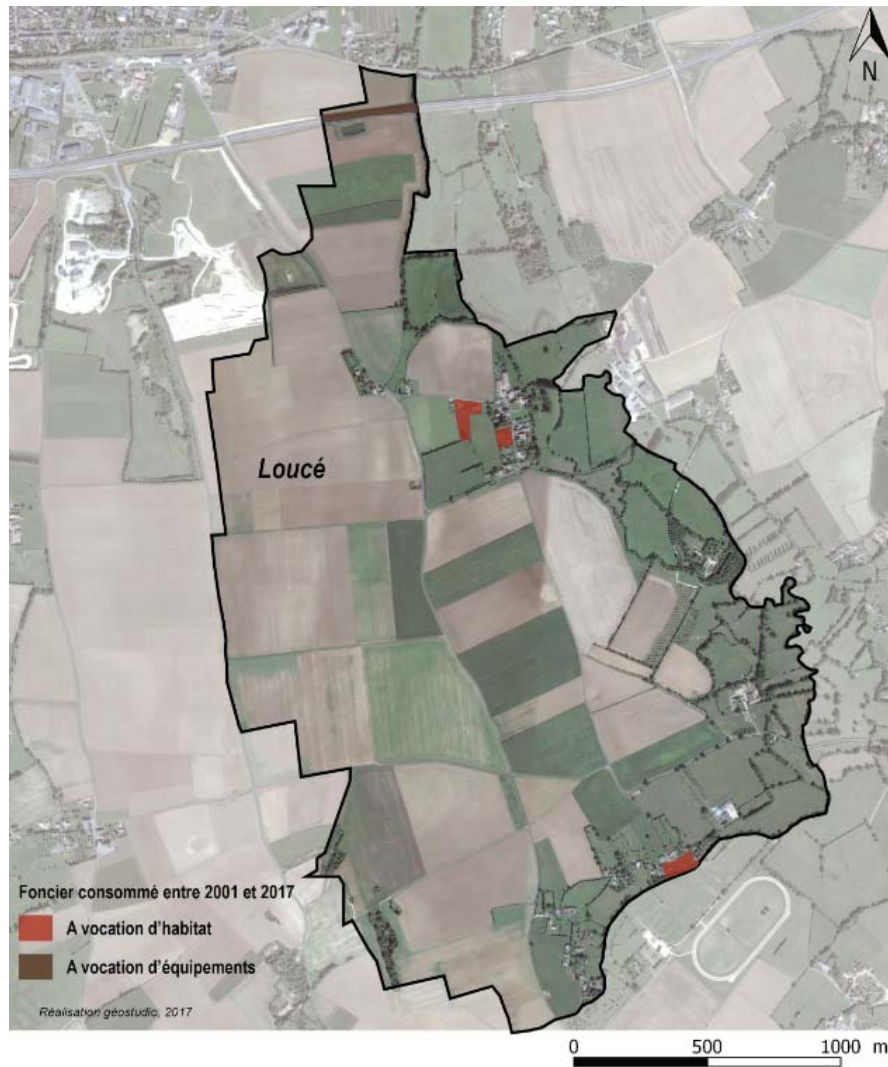 N
Loucé
Foncier consommé entre 2001 et 2017
A vocation d'habitat
A vocation d'équipements
Réalisation géostudio, 2017
0 500 1000 m